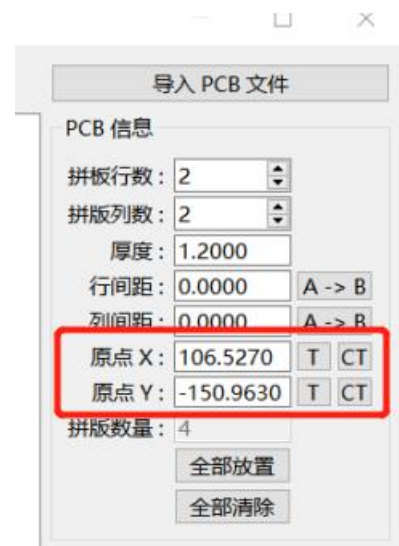 导入 PCB 文件
PCB 信息
拼板行数： 2
拼版列数： 2
厚度： 1.2000
行间距： 0.0000 A -> B
列间距： 0.0000 A -> B
原点 X： 106.5270 T CT
原点 Y： -150.9630 T CT
拼版数量： 4
全部放置
全部清除